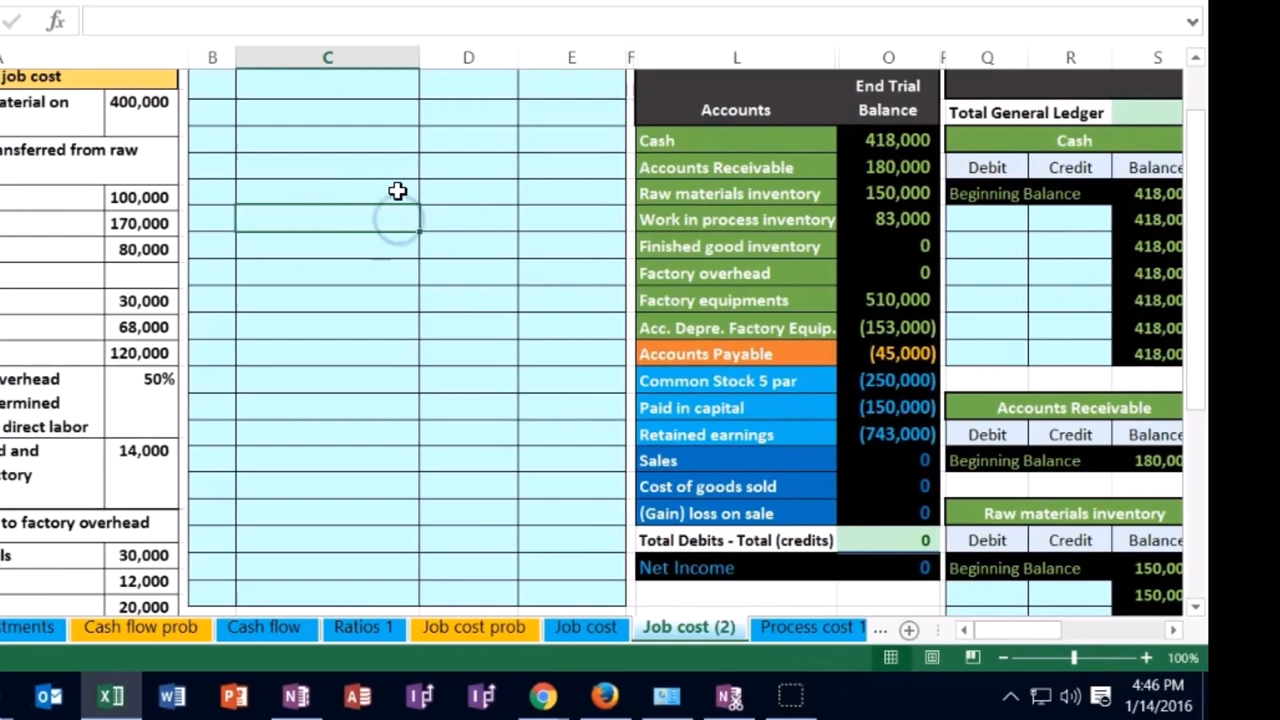 fx
B C D E F L O Q R S
job cost
aterial on 400,000
ansferred from raw
100,000
170,000
80,000
30,000
68,000
120,000
verhead 50%
ermined
direct labor
d and 14,000
ctory
to factory overhead
ls 30,000
12,000
20,000
Accounts End Trial Balance
Cash 418,000
Accounts Receivable 180,000
Raw materials inventory 150,000
Work in process inventory 83,000
Finished good inventory 0
Factory overhead 0
Factory equipments 510,000
Acc. Depre. Factory Equip. (153,000)
Accounts Payable (45,000)
Common Stock 5 par (250,000)
Paid in capital (150,000)
Retained earnings (743,000)
Sales 0
Cost of goods sold 0
(Gain) loss on sale 0
Total Debits - Total (credits) 0
Net Income 0
Total General Ledger
Cash
Debit Credit Balance
Beginning Balance 418,00
418,00
418,00
418,00
418,00
418,00
418,00
Accounts Receivable
Debit Credit Balance
Beginning Balance 180,00
Raw materials inventory
Debit Credit Balance
Beginning Balance 150,00
150,00
stments Cash flow prob Cash flow Ratios 1 Job cost prob Job cost Job cost (2) Process cost 1 ...
100%
4:46 PM
1/14/2016